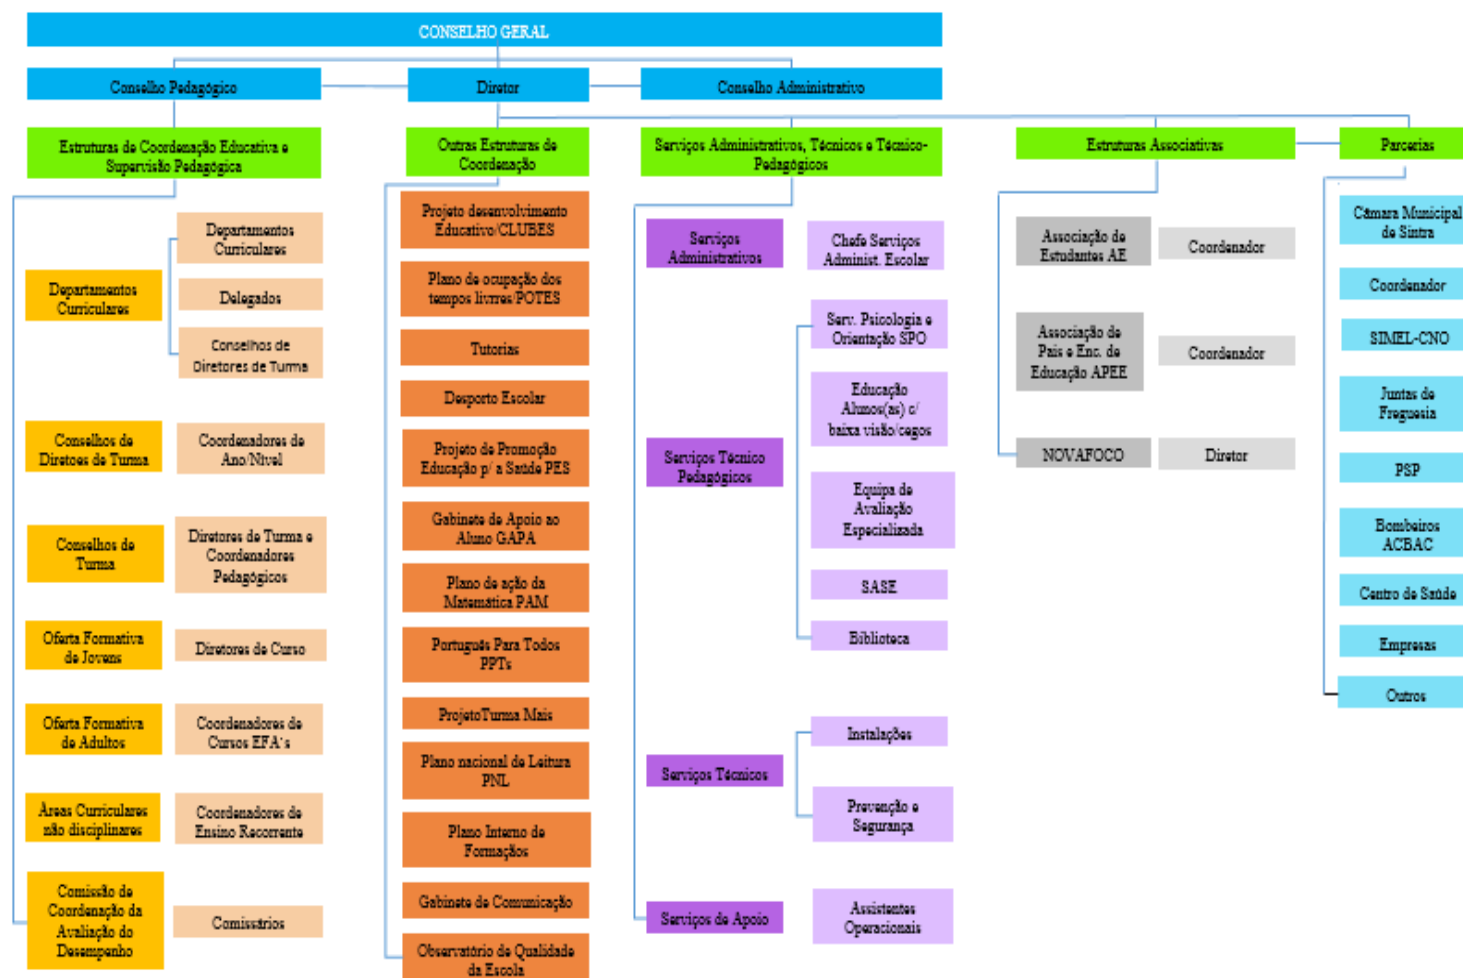 CONSELHO GERAL
Conselho Pedagógico
Diretor
Conselho Administrativo
Estruturas de Coordenação Educativa e
Supervisão Pedagógica
Outras Estruturas de
Coordenação
Serviços Administrativos, Técnicos e Técnico-
Pedagógicos
Estruturas Associativas
Parcerias
Departamentos
Curriculares
Departamentos
Curriculares
Delegados
Conselhos de
Diretores de Turma
Conselhos de
Diretoes de Turma
Coordenadores de
Ano/Nível
Conselhos de
Turma
Diretores de Turma e
Coordenadores
Pedagógicos
Oferta Formativa
de Jovens
Diretores de Curso
Oferta Formativa
de Adultos
Coordenadores de
Cursos EFA`s
Áreas Curriculares
não disciplinares
Coordenadores de
Ensino Recorrente
Comissão de
Coordenação da
Avaliação do
Desempenho
Comissários
Projeto desenvolvimento
Educativo/CLUBES
Plano de ocupação dos
tempos livrres/POTES
Tutorias
Desporto Escolar
Projeto de Promoção
Educação p/ a Saúde PES
Gabinete de Apoio ao
Aluno GAPA
Plano de ação da
Matemática PAM
Português Para Todos
PPTs
ProjetoTurma Mais
Plano nacional de Leitura
PNL
Plano Interno de
Formaçãos
Gabinete de Comunicação
Observatório de Qualidade
da Escola
Serviços
Administrativos
Chefe Serviços
Administ. Escolar
Serviços Técnico
Pedagógicos
Serv. Psicologia e
Orientação SPO
Educação
Alunos(as) c/
baixa visão/cegos
Equipa de
Avaliação
Especializada
SASE
Biblioteca
Serviços Técnicos
Instalações
Prevenção e
Segurança
Serviços de Apoio
Assistentes
Operacionais
Associação de
Estudantes AE
Coordenador
Associação de
Pais e Enc. de
Educação APEE
Coordenador
NOVAFOCO
Diretor
Câmara Municipal
de Sintra
Coordenador
SIMEL-CNO
Juntas de
Freguesia
PSP
Bombeiros
ACBAC
Centro de Saúde
Empresas
Outros